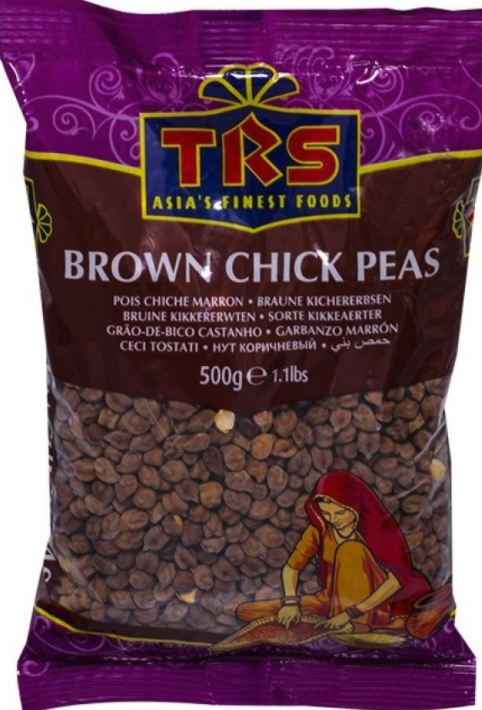 TRS
ASIA'S FINEST FOODS
BROWN CHICK PEAS
POIS CHICHE MARRON • BRAUNE KICHERERBSEN
BRUINE KIKKERERWTEN • SORTE KIKKEAERTER
GRÃO-DE-BICO CASTANHO • GARBANZO MARRÓN
CECI TOSTATI • НУТ КОРИЧНЕВЫЙ • حمص بني
500g ℮ 1.1lbs